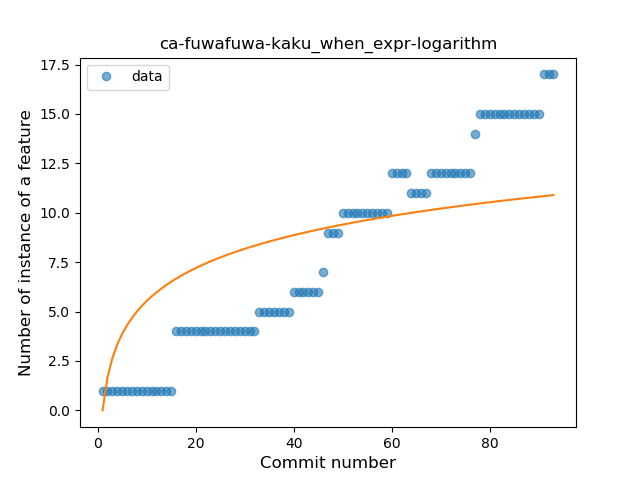 ca-fuwafuwa-kaku_when_expr-logarithm
data
Number of instance of a feature
17.5
15.0
12.5
10.0
7.5
5.0
2.5
0.0
0 20 40 60 80
Commit number